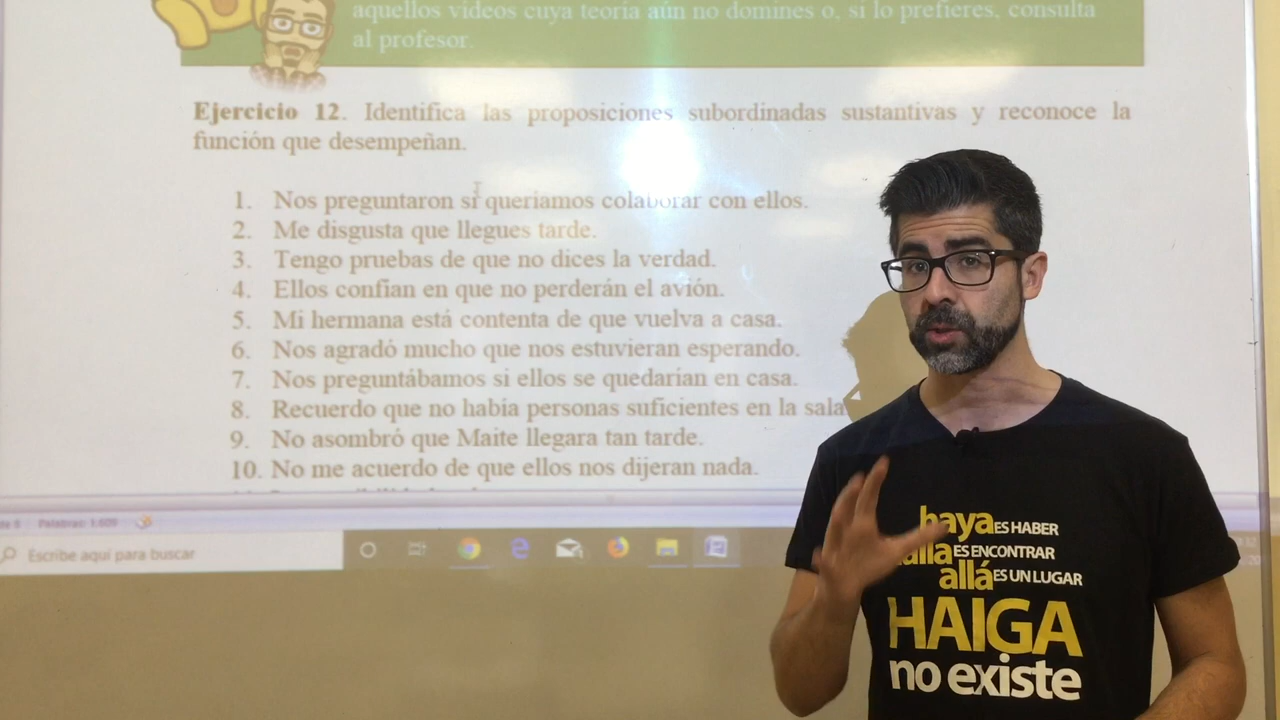 aquellos vídeos cuya teoría aún no domines o, si lo prefieres, consulta
al profesor.
Ejercicio 12. Identifica las proposiciones subordinadas sustantivas y reconoce la
función que desempeñan.
1. Nos preguntaron si queríamos colaborar con ellos.
2. Me disgusta que llegues tarde.
3. Tengo pruebas de que no dices la verdad.
4. Ellos confían en que no perderán el avión.
5. Mi hermana está contenta de que vuelva a casa.
6. Nos agradó mucho que nos estuvieran esperando.
7. Nos preguntábamos si ellos se quedarían en casa.
8. Recuerdo que no había personas suficientes en la sala
9. No asombró que Maite llegara tan tarde.
10. No me acuerdo de que ellos nos dijeran nada.
Palabras: 1.609
Escribe aquí para buscar
haya ES HABER
ES ENCONTRAR
allá ES UN LUGAR
HAIGA
no existe